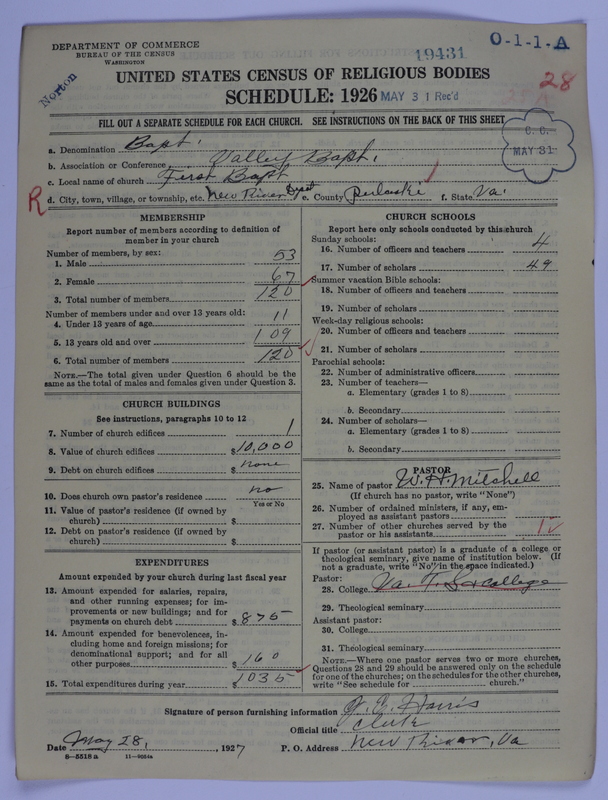 DEPARTMENT OF COMMERCE
BUREAU OF THE CENSUS
WASHINGTON
19431
O-1-1-A
Norton
28
UNITED STATES CENSUS OF RELIGIOUS BODIES
SCHEDULE: 1926 MAY 31 Rec'd
FILL OUT A SEPARATE SCHEDULE FOR EACH CHURCH. SEE INSTRUCTIONS ON THE BACK OF THIS SHEET
C. C.
MAY 31
a. Denomination Bapt.
b. Association or Conference Valley Bapt.
c. Local name of church First Bapt
R
d. City, town, village, or township, etc. New River e. County Pulaski f. State Va.
MEMBERSHIP
Report number of members according to definition of
member in your church
Number of members, by sex:
1. Male 53
2. Female 67
3. Total number of members 120
Number of members under and over 13 years old:
4. Under 13 years of age 11
5. 13 years old and over 109
6. Total number of members 120
NOTE.—The total given under Question 6 should be the
same as the total of males and females given under Question 3.
CHURCH BUILDINGS
See instructions, paragraphs 10 to 12
7. Number of church edifices 1
8. Value of church edifices $10,000
9. Debt on church edifices $ none
10. Does church own pastor's residence no
Yes or No
11. Value of pastor's residence (if owned by
church) $
12. Debt on pastor's residence (if owned by
church) $
EXPENDITURES
Amount expended by your church during last fiscal year
13. Amount expended for salaries, repairs,
and other running expenses; for im-
provements or new buildings; and for
payments on church debt $875
14. Amount expended for benevolences, in-
cluding home and foreign missions; for
denominational support; and for all
other purposes $160
15. Total expenditures during year $1035
CHURCH SCHOOLS
Report here only schools conducted by this church
Sunday schools:
16. Number of officers and teachers 4
17. Number of scholars 49
Summer vacation Bible schools:
18. Number of officers and teachers
19. Number of scholars
Week-day religious schools:
20. Number of officers and teachers
21. Number of scholars
Parochial schools:
22. Number of administrative officers
23. Number of teachers—
a. Elementary (grades 1 to 8)
b. Secondary
24. Number of scholars—
a. Elementary (grades 1 to 8)
b. Secondary
PASTOR
25. Name of pastor W. H. Mitchell
(If church has no pastor, write "None")
26. Number of ordained ministers, if any, em-
ployed as assistant pastors
27. Number of other churches served by the
pastor or his assistants 1
If pastor (or assistant pastor) is a graduate of a college or
theological seminary, give name of institution below. (If
not a graduate, write "No" in the space indicated.)
Pastor:
28. College Va. college
29. Theological seminary
Assistant pastor:
30. College
31. Theological seminary
NOTE.—Where one pastor serves two or more churches,
Questions 28 and 29 should be answered only on the schedule
for one of the churches; on the schedules for the other churches,
write "See schedule for church."
Signature of person furnishing information Harris
Official title clerk
Date May 28, , 1927 P. O. Address New River, Va
8-5518a 11-9094a